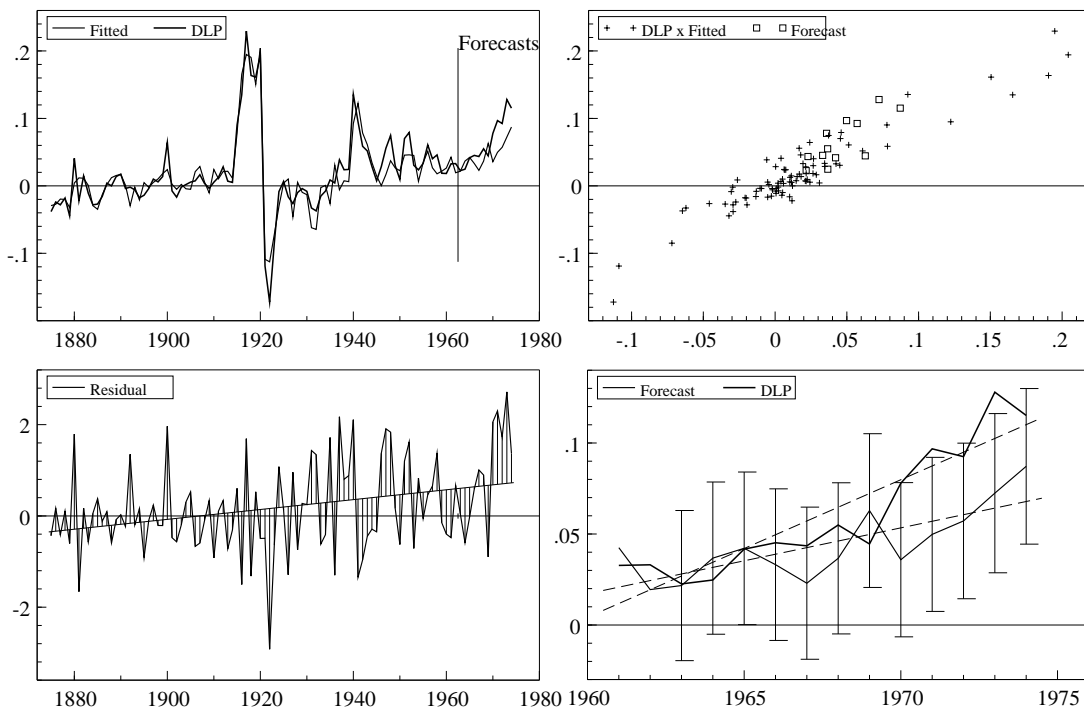 Fitted DLP
Forecasts
.2
.1
0
-.1
1880 1900 1920 1940 1960 1980
DLP x Fitted Forecast
.2
.1
0
-.1
-.1 -.05 0 .05 .1 .15 .2
Residual
2
0
-2
1880 1900 1920 1940 1960 1980
Forecast DLP
.1
.05
0
1960 1965 1970 1975